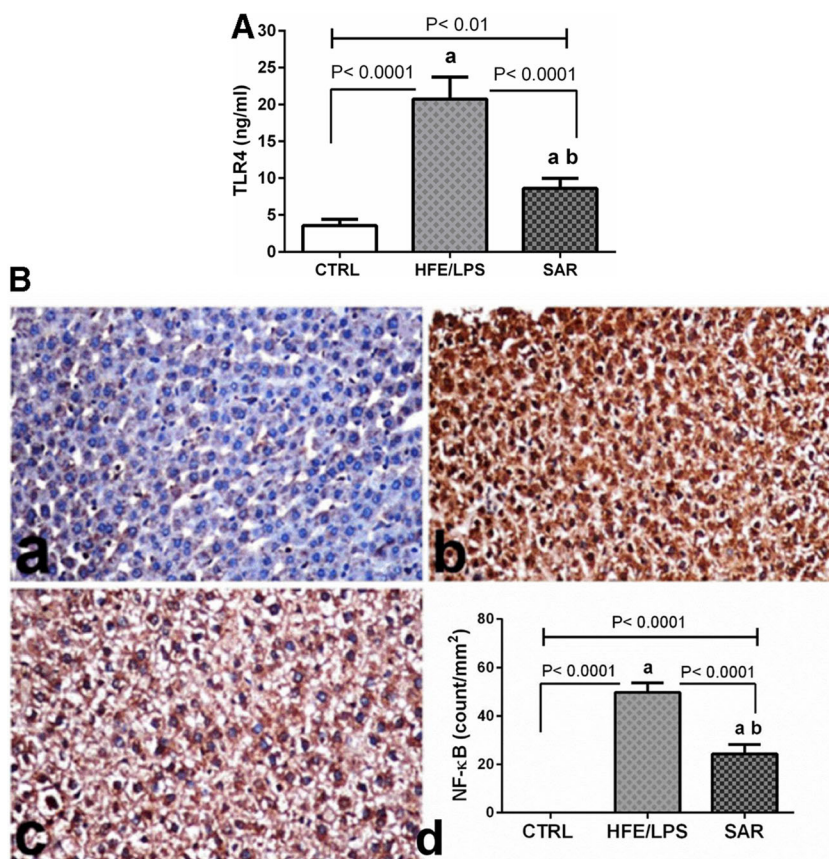 A
P< 0.01
30
a
P< 0.0001 P< 0.0001
25
20
15
a b
10
5
0
TLR4 (ng/ml)
CTRL HFE/LPS SAR
B
a
b
c
80
P< 0.0001
P< 0.0001 a P< 0.0001
60
40
a b
20
0
NF-κB (count/mm²)
CTRL HFE/LPS SAR
d